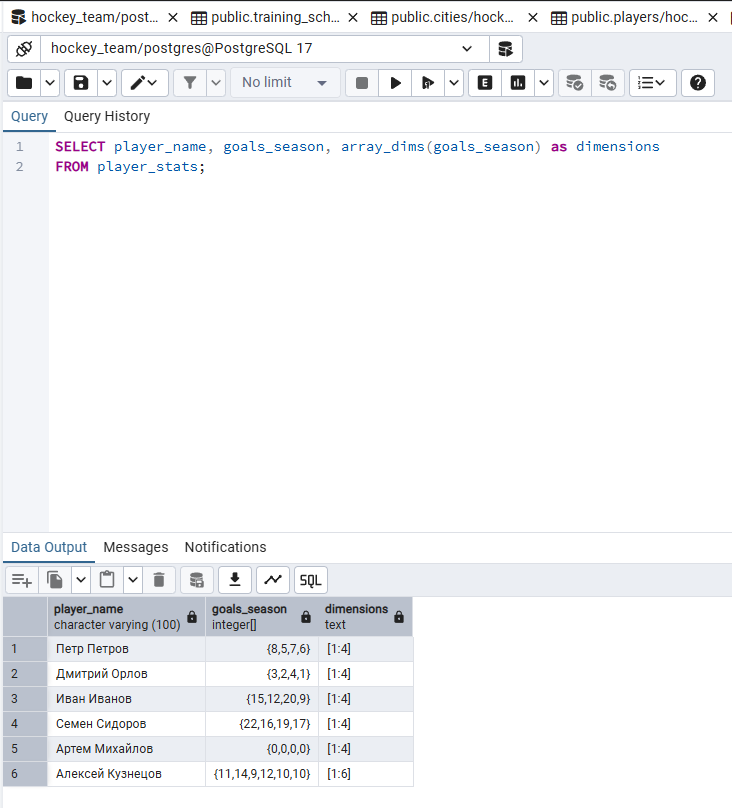 hockey_team/post... public.training_sch... public.cities/hock... public.players/hoc...
hockey_team/postgres@PostgreSQL 17
No limit E
Query Query History
1 SELECT player_name, goals_season, array_dims(goals_season) as dimensions
2 FROM player_stats;
Data Output Messages Notifications
SQL
player_name goals_season dimensions
character varying (100) integer[] text
1 Петр Петров {8,5,7,6} [1:4]
2 Дмитрий Орлов {3,2,4,1} [1:4]
3 Иван Иванов {15,12,20,9} [1:4]
4 Семен Сидоров {22,16,19,17} [1:4]
5 Артем Михайлов {0,0,0,0} [1:4]
6 Алексей Кузнецов {11,14,9,12,10,10} [1:6]